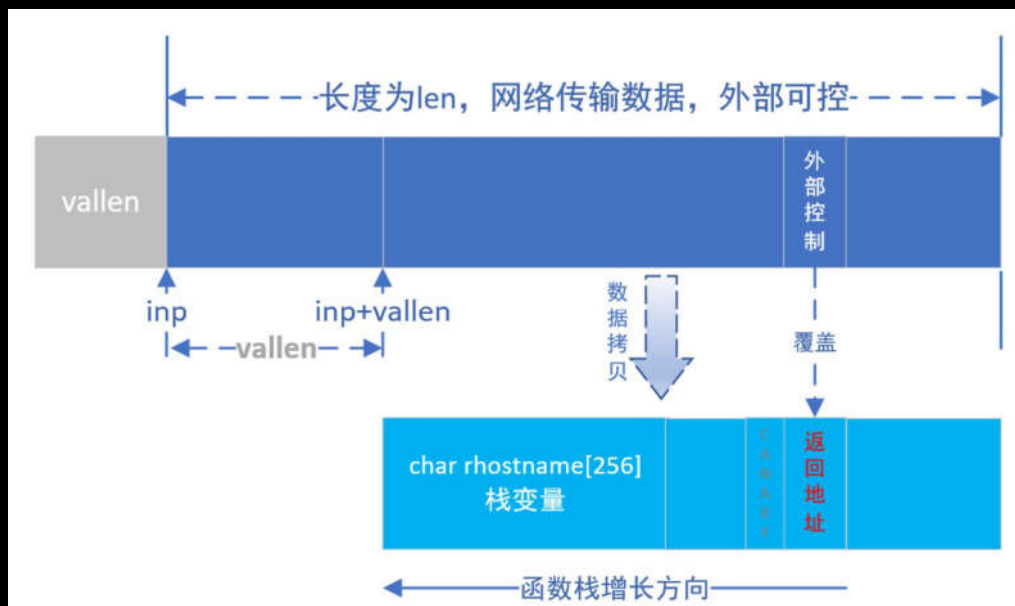 长度为len，网络传输数据，外部可控
vallen
外部控制
inp
inp+vallen
vallen
数据拷贝
覆盖
char rhostname[256]
栈变量
CANARY
返回地址
函数栈增长方向